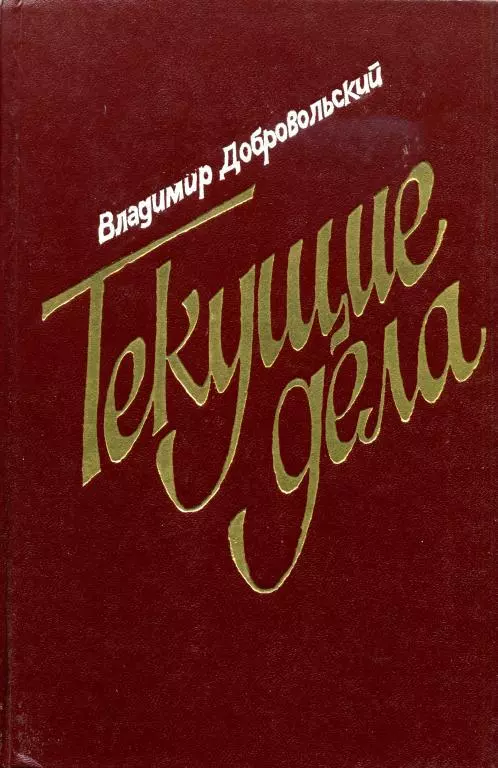 Владимир Добровольский
Текущие
дела